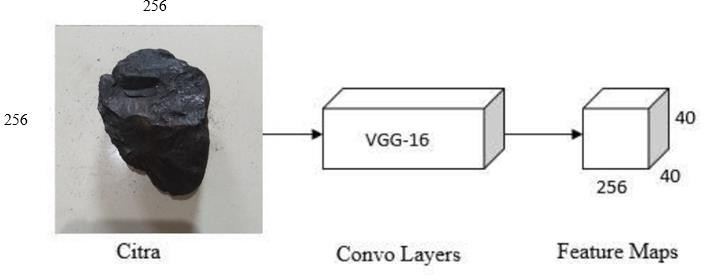 256
256
VGG-16
40
40
256
Citra
Convo Layers
Feature Maps